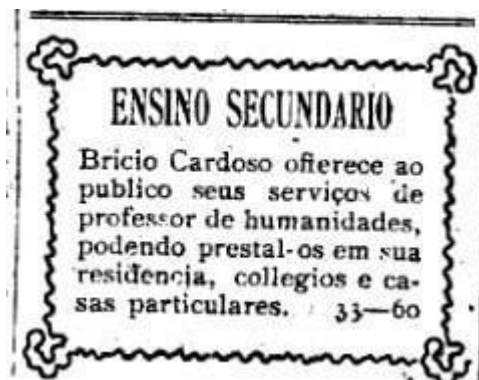 ENSINO SECUNDARIO
Bricio Cardoso offerece ao
publico seus serviços de
professor de humanidades,
podendo prestal-os em sua
residencia, collegios e ca-
sas particulares. 33—60